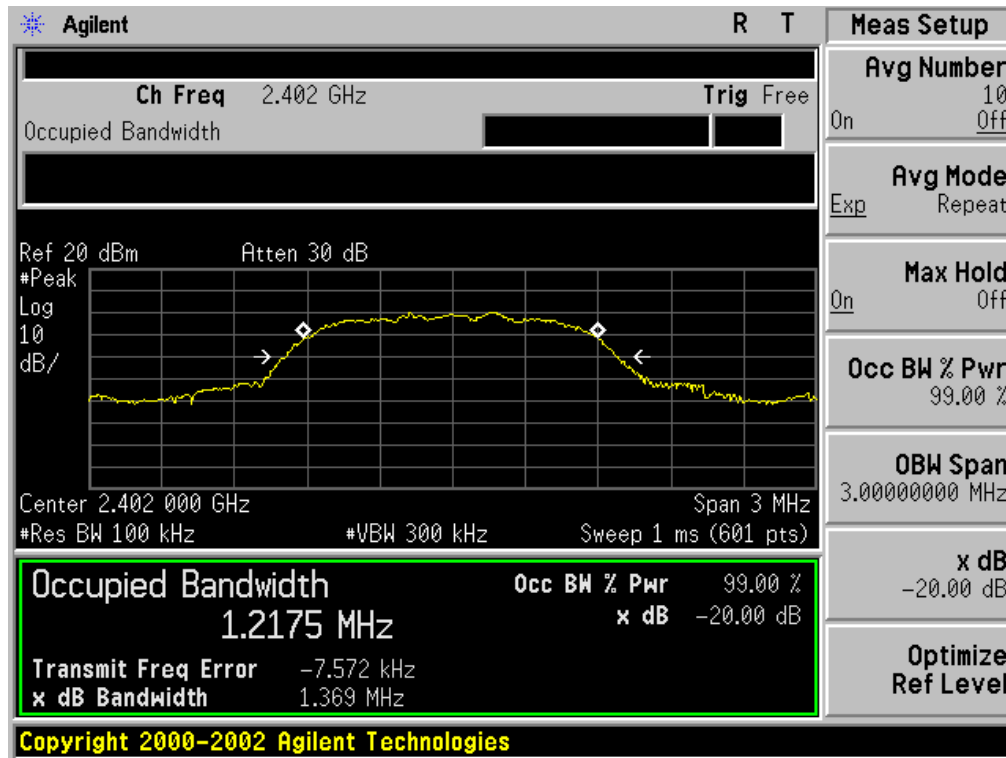 Agilent R T Meas Setup
Ch Freq 2.402 GHz Trig Free
Occupied Bandwidth
Ref 20 dBm Atten 30 dB
#Peak
Log
10
dB/
Center 2.402 000 GHz Span 3 MHz
#Res BW 100 kHz #VBW 300 kHz Sweep 1 ms (601 pts)
Occupied Bandwidth Occ BW % Pwr 99.00 %
1.2175 MHz x dB -20.00 dB
Transmit Freq Error -7.572 kHz
x dB Bandwidth 1.369 MHz
Avg Number
10
On Off
Avg Mode
Exp Repeat
Max Hold
On Off
Occ BW % Pwr
99.00 %
OBW Span
3.00000000 MHz
x dB
-20.00 dB
Optimize
Ref Level
Copyright 2000-2002 Agilent Technologies